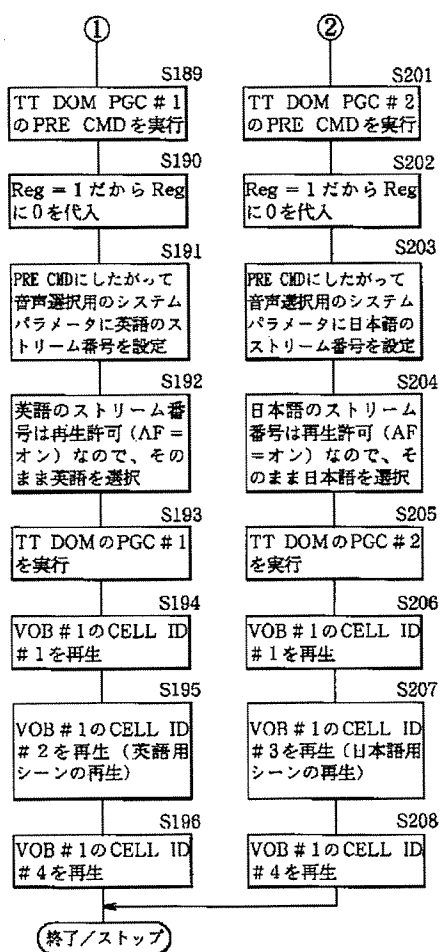 ①
S189
TT DOM PGC#1
のPRE CMDを実行
S190
Reg=1だからReg
に0を代入
S191
PRE CMDにしたがって
音声選択用のシステム
パラメータに英語のス
トリーム番号を設定
S192
英語のストリーム番
号は再生許可(AF=
オン)なので、その
まま英語を選択
S193
TT DOMのPGC#1
を実行
S194
VOB#1のCELL ID
#1を再生
S195
VOB#1のCELL ID
#2を再生(英語用
シーンの再生)
S196
VOB#1のCELL ID
#4を再生
②
S201
TT DOM PGC#2
のPRE CMDを実行
S202
Reg=1だからReg
に0を代入
S203
PRE CMDにしたがって
音声選択用のシステム
パラメータに日本語の
ストリーム番号を設定
S204
日本語のストリーム
番号は再生許可(AF
=オン)なので、そ
のまま日本語を選択
S205
TT DOMのPGC#2
を実行
S206
VOB#1のCELL ID
#1を再生
S207
VOB#1のCELL ID
#3を再生(日本語用
シーンの再生)
S208
VOB#1のCELL ID
#4を再生
終了/ストップ